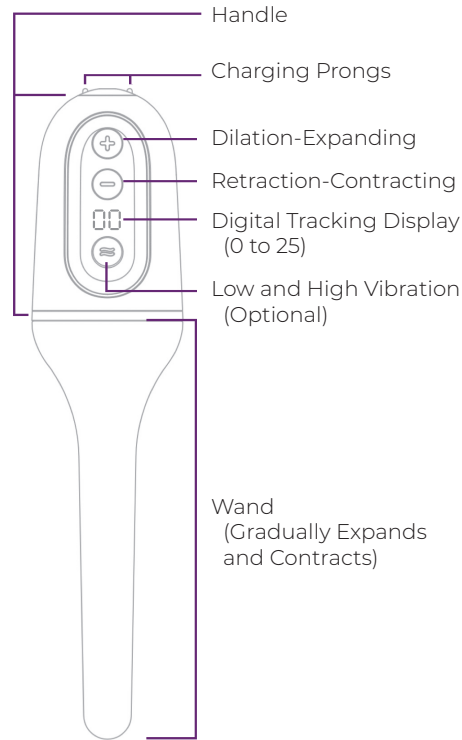 Handle
Charging Prongs
Dilation-Expanding
Retraction-Contracting
00
Digital Tracking Display
(0 to 25)
Low and High Vibration
(Optional)
Wand
(Gradually Expands
and Contracts)